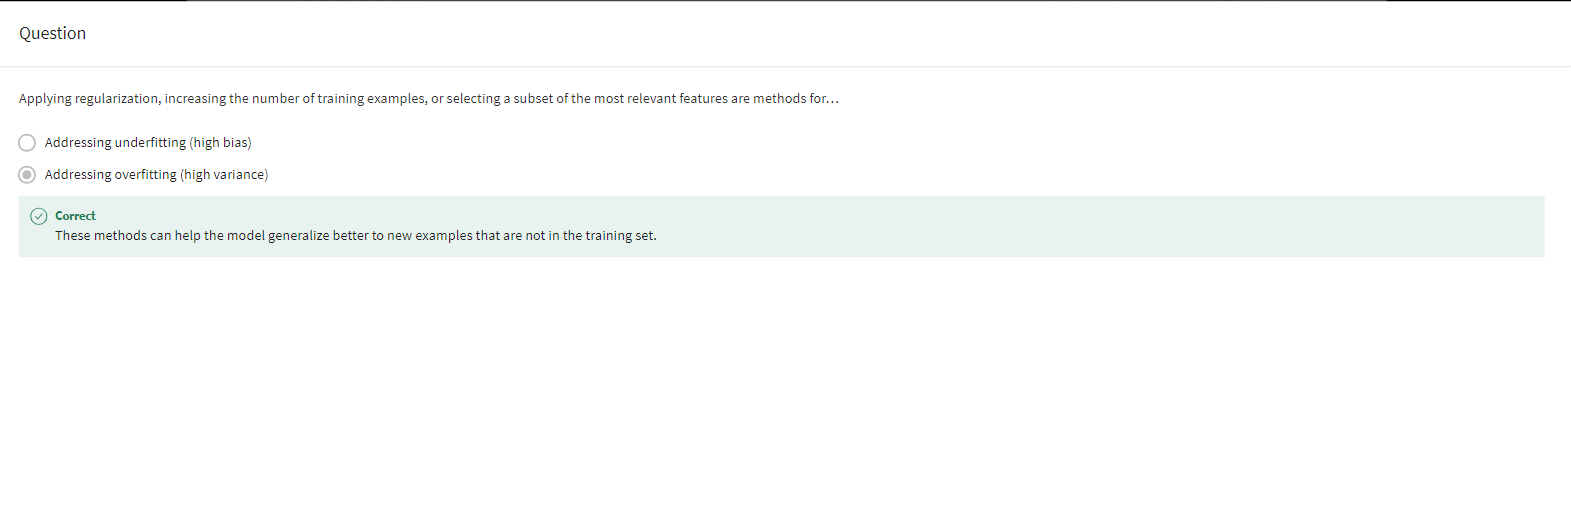 Question
Applying regularization, increasing the number of training examples, or selecting a subset of the most relevant features are methods for...
Addressing underfitting (high bias)
Addressing overfitting (high variance)
Correct
These methods can help the model generalize better to new examples that are not in the training set.